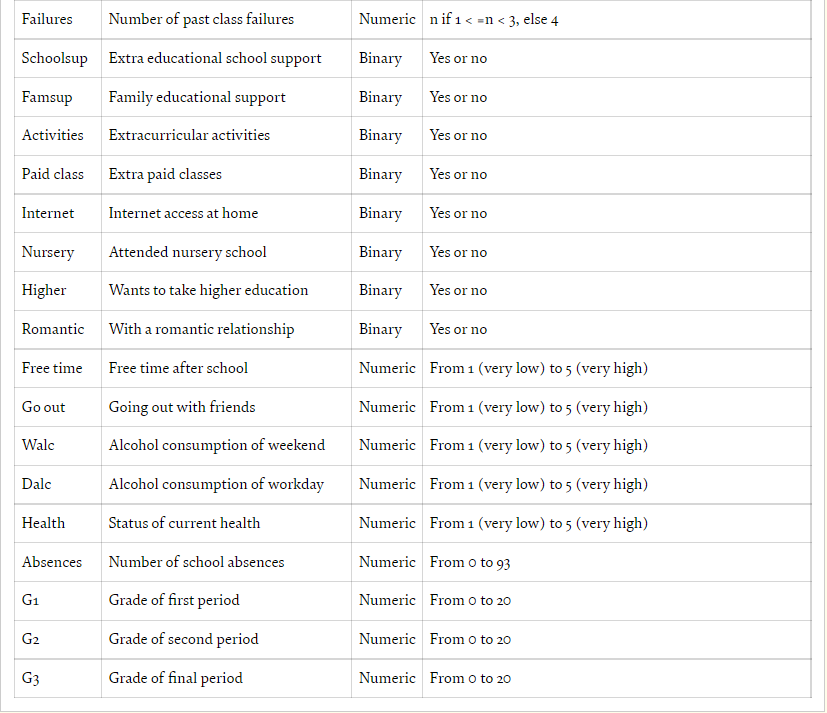 Failures Number of past class failures Numeric n if 1 < =n < 3, else 4
Schoolsup Extra educational school support Binary Yes or no
Famsup Family educational support Binary Yes or no
Activities Extracurricular activities Binary Yes or no
Paid class Extra paid classes Binary Yes or no
Internet Internet access at home Binary Yes or no
Nursery Attended nursery school Binary Yes or no
Higher Wants to take higher education Binary Yes or no
Romantic With a romantic relationship Binary Yes or no
Free time Free time after school Numeric From 1 (very low) to 5 (very high)
Go out Going out with friends Numeric From 1 (very low) to 5 (very high)
Walc Alcohol consumption of weekend Numeric From 1 (very low) to 5 (very high)
Dalc Alcohol consumption of workday Numeric From 1 (very low) to 5 (very high)
Health Status of current health Numeric From 1 (very low) to 5 (very high)
Absences Number of school absences Numeric From 0 to 93
G1 Grade of first period Numeric From 0 to 20
G2 Grade of second period Numeric From 0 to 20
G3 Grade of final period Numeric From 0 to 20